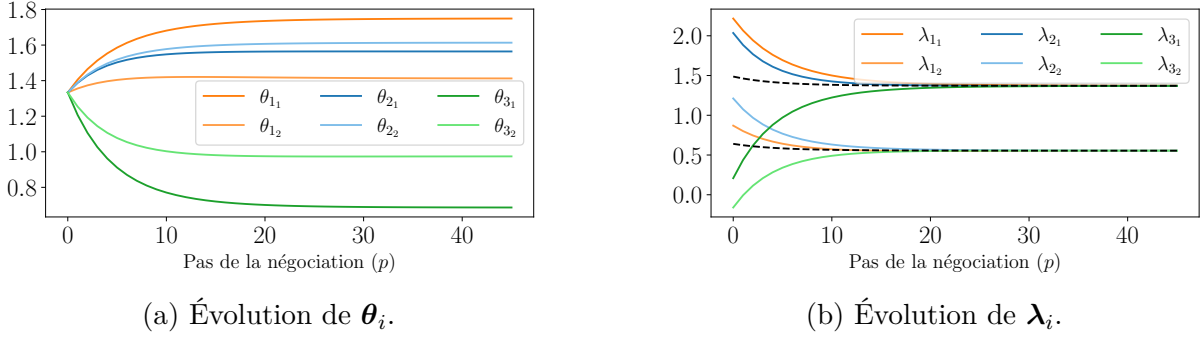 1.8
1.6
1.4
1.2
1.0
0.8
θ₁₁ θ₂₁ θ₃₁
θ₁₂ θ₂₂ θ₃₂
0 10 20 30 40
Pas de la négociation (p)
(a) Évolution de θᵢ.
2.0
1.5
1.0
0.5
0.0
λ₁₁ λ₂₁ λ₃₁
λ₁₂ λ₂₂ λ₃₂
0 10 20 30 40
Pas de la négociation (p)
(b) Évolution de λᵢ.